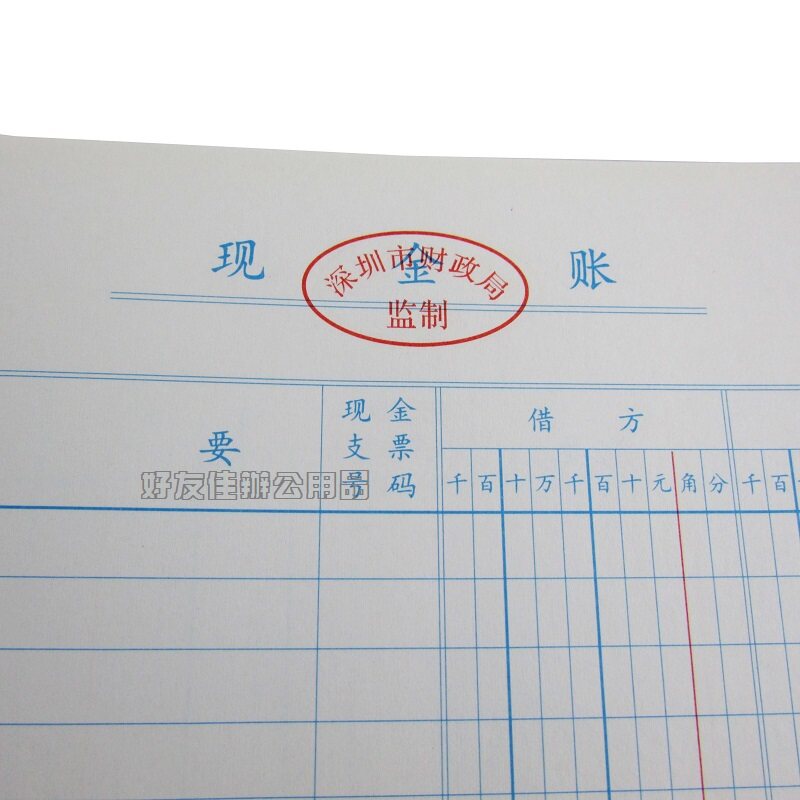 现 金 账
深圳市财政局
监制
要
现金
支票
号码
借 方
千百十万千百十元角分
千百
好友佳辦公用品